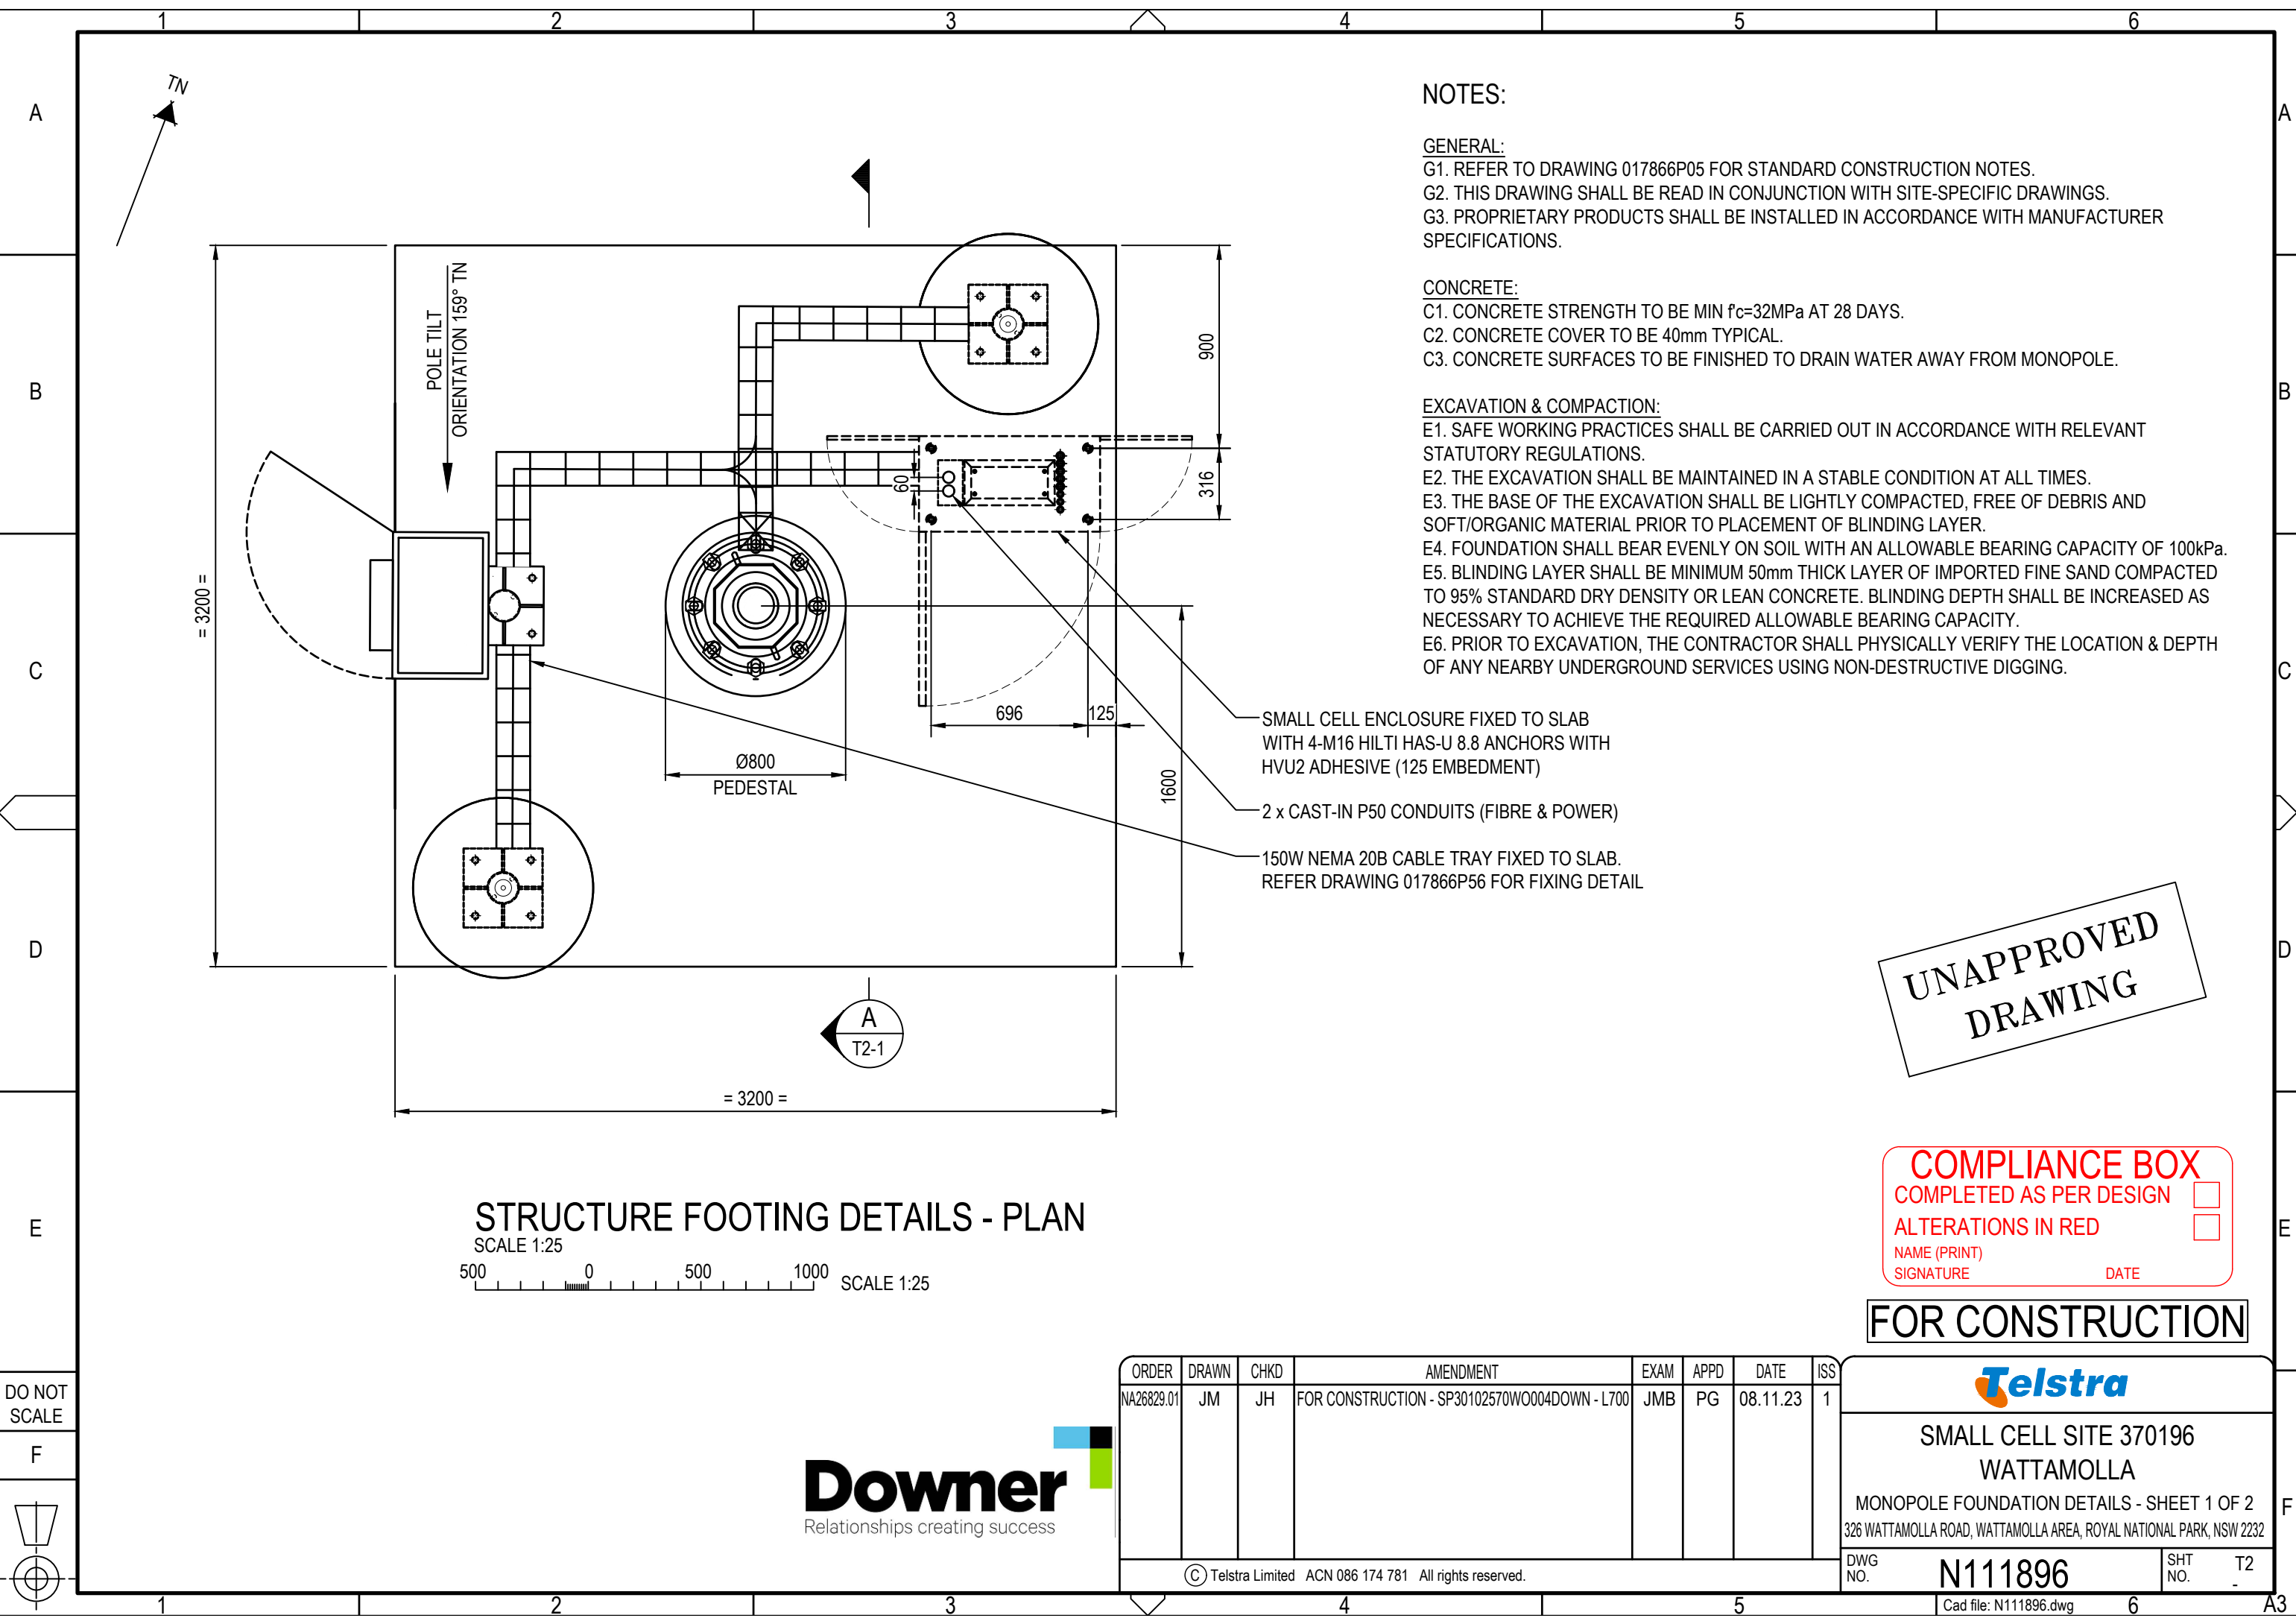 1 2 3 4 5 6
A
B
C
D
E
DO NOT
SCALE
F
A
B
C
D
E
F
TN
POLE TILT
ORIENTATION 159° TN
= 3200 =
900
316
60
696
125
Ø800
PEDESTAL
1600
A
T2-1
= 3200 =
SMALL CELL ENCLOSURE FIXED TO SLAB
WITH 4-M16 HILTI HAS-U 8.8 ANCHORS WITH
HVU2 ADHESIVE (125 EMBEDMENT)
2 x CAST-IN P50 CONDUITS (FIBRE & POWER)
150W NEMA 20B CABLE TRAY FIXED TO SLAB.
REFER DRAWING 017866P56 FOR FIXING DETAIL
NOTES:
GENERAL:
G1. REFER TO DRAWING 017866P05 FOR STANDARD CONSTRUCTION NOTES.
G2. THIS DRAWING SHALL BE READ IN CONJUNCTION WITH SITE-SPECIFIC DRAWINGS.
G3. PROPRIETARY PRODUCTS SHALL BE INSTALLED IN ACCORDANCE WITH MANUFACTURER
SPECIFICATIONS.
CONCRETE:
C1. CONCRETE STRENGTH TO BE MIN f'c=32MPa AT 28 DAYS.
C2. CONCRETE COVER TO BE 40mm TYPICAL.
C3. CONCRETE SURFACES TO BE FINISHED TO DRAIN WATER AWAY FROM MONOPOLE.
EXCAVATION & COMPACTION:
E1. SAFE WORKING PRACTICES SHALL BE CARRIED OUT IN ACCORDANCE WITH RELEVANT
STATUTORY REGULATIONS.
E2. THE EXCAVATION SHALL BE MAINTAINED IN A STABLE CONDITION AT ALL TIMES.
E3. THE BASE OF THE EXCAVATION SHALL BE LIGHTLY COMPACTED, FREE OF DEBRIS AND
SOFT/ORGANIC MATERIAL PRIOR TO PLACEMENT OF BLINDING LAYER.
E4. FOUNDATION SHALL BEAR EVENLY ON SOIL WITH AN ALLOWABLE BEARING CAPACITY OF 100kPa.
E5. BLINDING LAYER SHALL BE MINIMUM 50mm THICK LAYER OF IMPORTED FINE SAND COMPACTED
TO 95% STANDARD DRY DENSITY OR LEAN CONCRETE. BLINDING DEPTH SHALL BE INCREASED AS
NECESSARY TO ACHIEVE THE REQUIRED ALLOWABLE BEARING CAPACITY.
E6. PRIOR TO EXCAVATION, THE CONTRACTOR SHALL PHYSICALLY VERIFY THE LOCATION & DEPTH
OF ANY NEARBY UNDERGROUND SERVICES USING NON-DESTRUCTIVE DIGGING.
UNAPPROVED
DRAWING
STRUCTURE FOOTING DETAILS - PLAN
SCALE 1:25
500 0 500 1000 SCALE 1:25
COMPLIANCE BOX
COMPLETED AS PER DESIGN
ALTERATIONS IN RED
NAME (PRINT)
SIGNATURE DATE
FOR CONSTRUCTION
Downer
Relationships creating success
ORDER DRAWN CHKD AMENDMENT EXAM APPD DATE ISS
NA26829.01 JM JH FOR CONSTRUCTION - SP30102570WO004DOWN - L700 JMB PG 08.11.23 1
C Telstra Limited ACN 086 174 781 All rights reserved.
Telstra
SMALL CELL SITE 370196
WATTAMOLLA
MONOPOLE FOUNDATION DETAILS - SHEET 1 OF 2
326 WATTAMOLLA ROAD, WATTAMOLLA AREA, ROYAL NATIONAL PARK, NSW 2232
DWG
NO.
N111896
SHT
NO.
T2
-
Cad file: N111896.dwg
1 2 3 4 5 6 A3